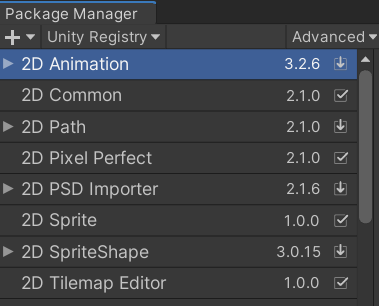 Package Manager
+ Unity Registry Advanced
2D Animation 3.2.6
2D Common 2.1.0
2D Path 2.1.0
2D Pixel Perfect 2.1.0
2D PSD Importer 2.1.6
2D Sprite 1.0.0
2D SpriteShape 3.0.15
2D Tilemap Editor 1.0.0